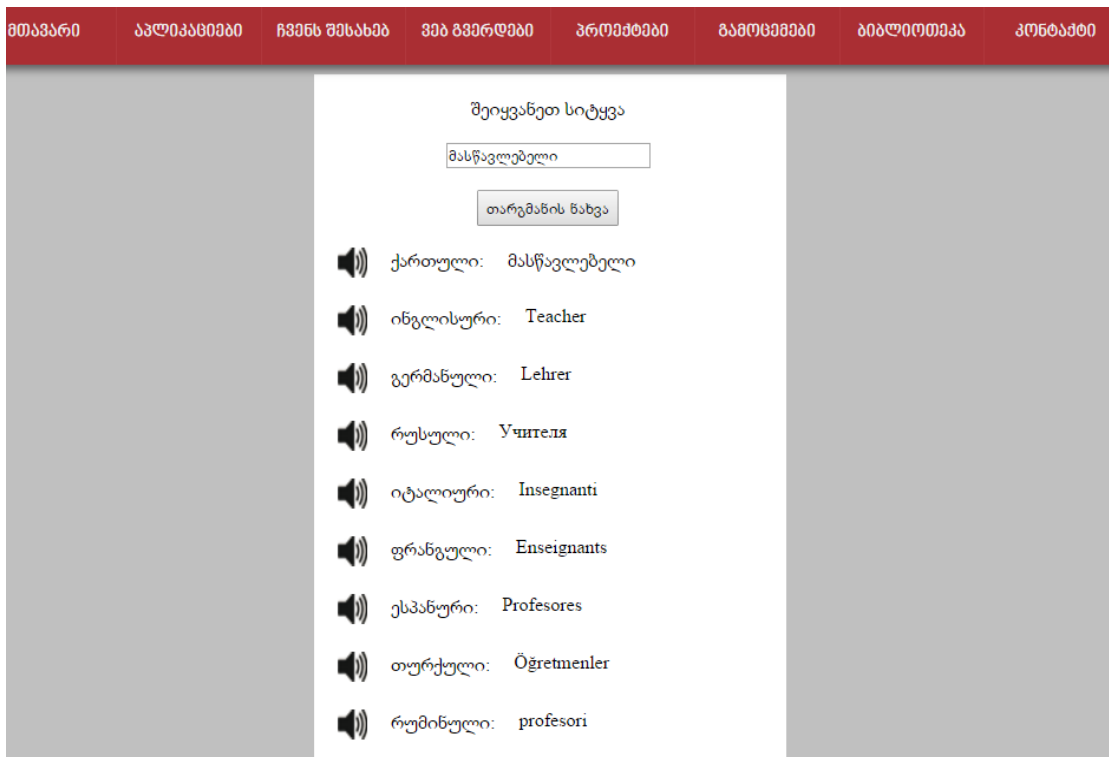 მთავარი აპლიკაციები ჩვენს შესახებ ვებ გვერდები პროექტები გამოცემები ბიბლიოთეკა კონტაქტი
შეიყვანეთ სიტყვა
მასწავლებელი
თარგმანის ნახვა
ქართული: მასწავლებელი
ინგლისური: Teacher
გერმანული: Lehrer
რუსული: Учителя
იტალიური: Insegnanti
ფრანგული: Enseignants
ესპანური: Profesores
თურქული: Öğretmenler
რუმინული: profesori